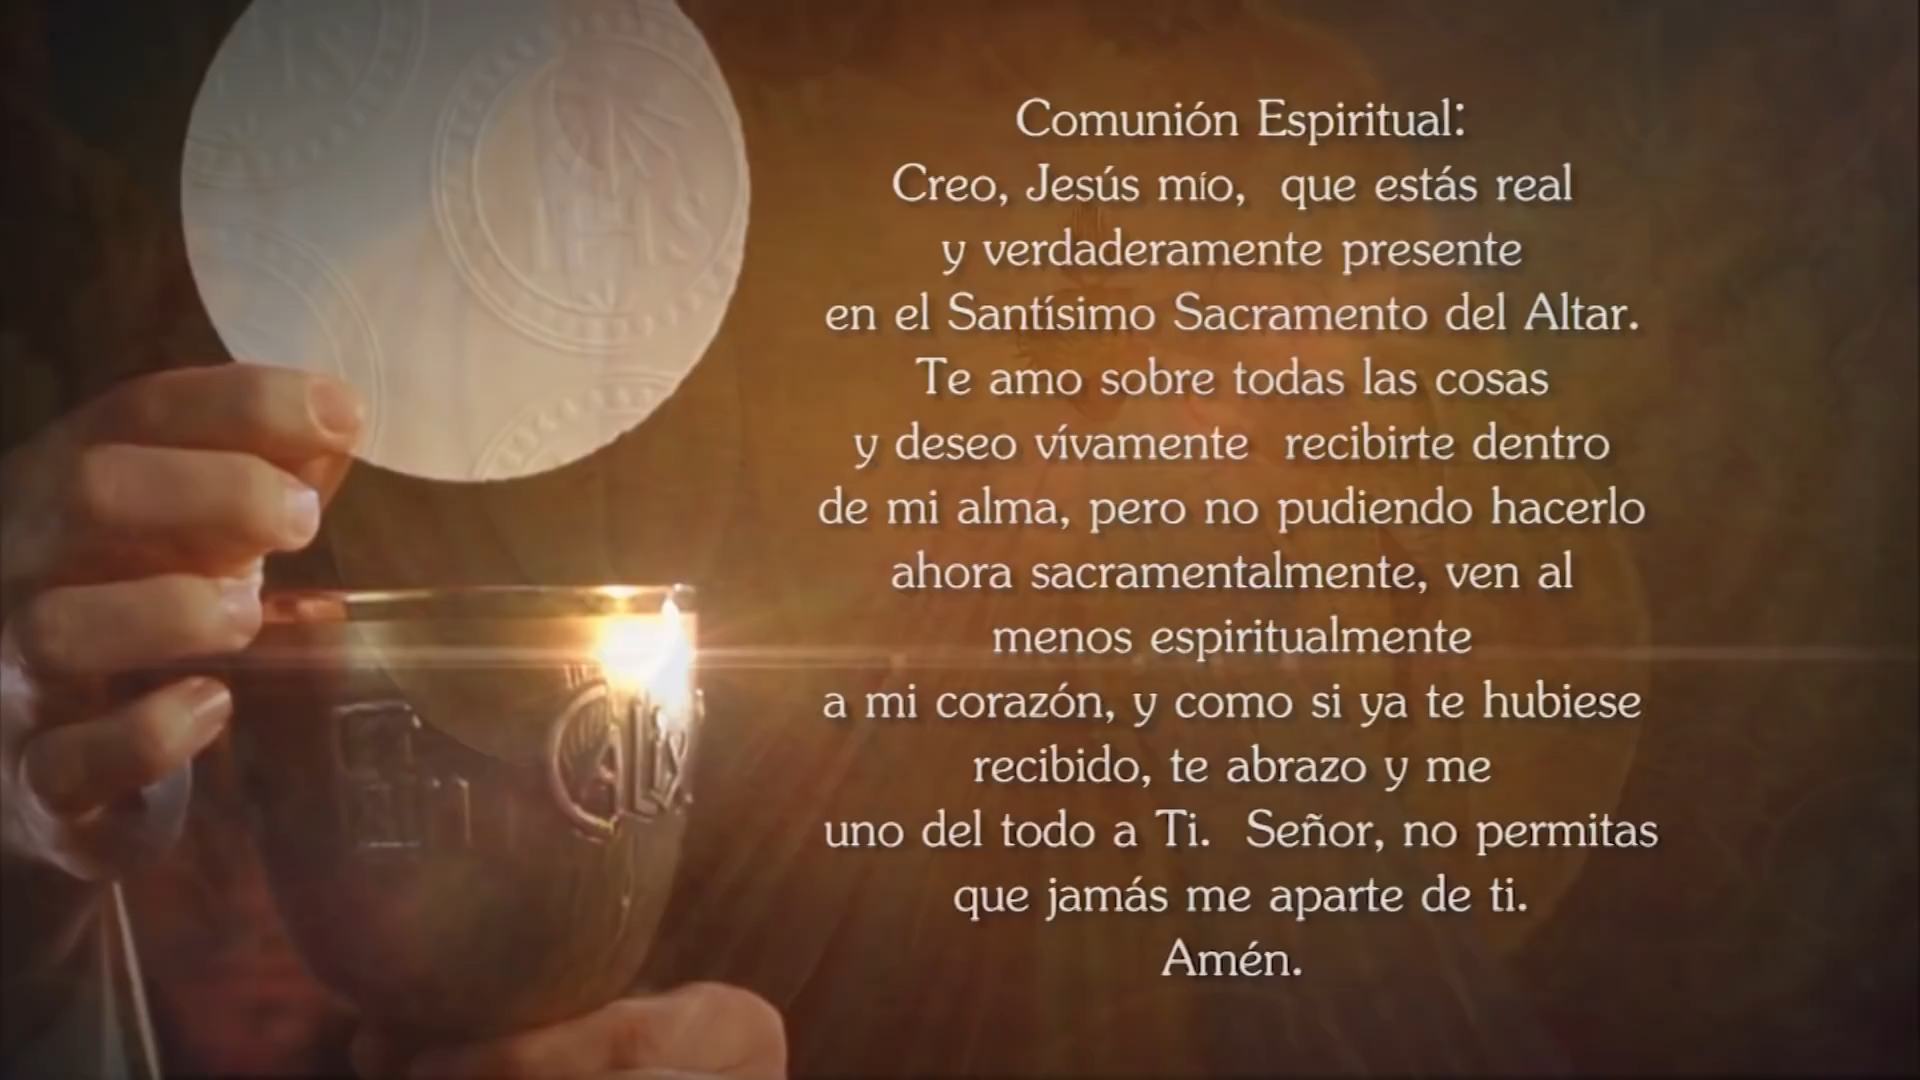 Comunión Espiritual:
Creo, Jesús mío, que estás real
y verdaderamente presente
en el Santísimo Sacramento del Altar.
Te amo sobre todas las cosas
y deseo vívamente recibirte dentro
de mi alma, pero no pudiendo hacerlo
ahora sacramentalmente, ven al
menos espiritualmente
a mi corazón, y como si ya te hubiese
recibido, te abrazo y me
uno del todo a Ti. Señor, no permitas
que jamás me aparte de ti.
Amén.
IHS
CALIX